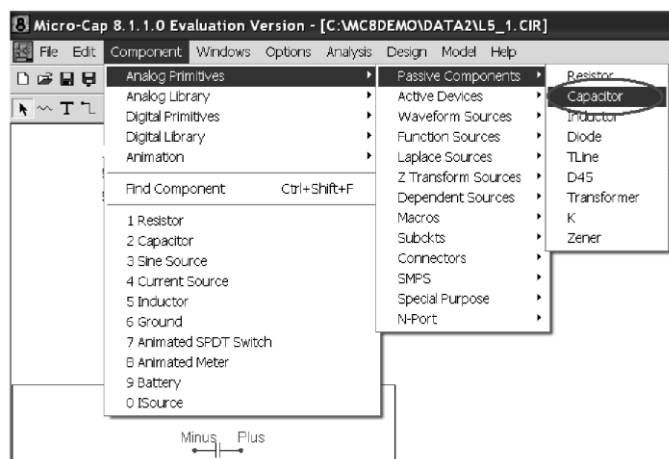 Micro-Cap 8.1.1.0 Evaluation Version - [C:\MC8DEMO\DATA2\L5_1.CIR]
File Edit Component Windows Options Analysis Design Model Help
T
Analog Primitives
Analog Library
Digital Primitives
Digital Library
Animation
Find Component Ctrl+Shift+F
1 Resistor
2 Capacitor
3 Sine Source
4 Current Source
5 Inductor
6 Ground
7 Animated SPDT Switch
8 Animated Meter
9 Battery
0 ISource
Passive Components
Active Devices
Waveform Sources
Function Sources
Laplace Sources
Z Transform Sources
Dependent Sources
Macros
Subckts
Connectors
SMPS
Special Purpose
N-Port
Resistor
Capacitor
Inductor
Diode
TLine
D45
Transformer
K
Zener
Minus Plus